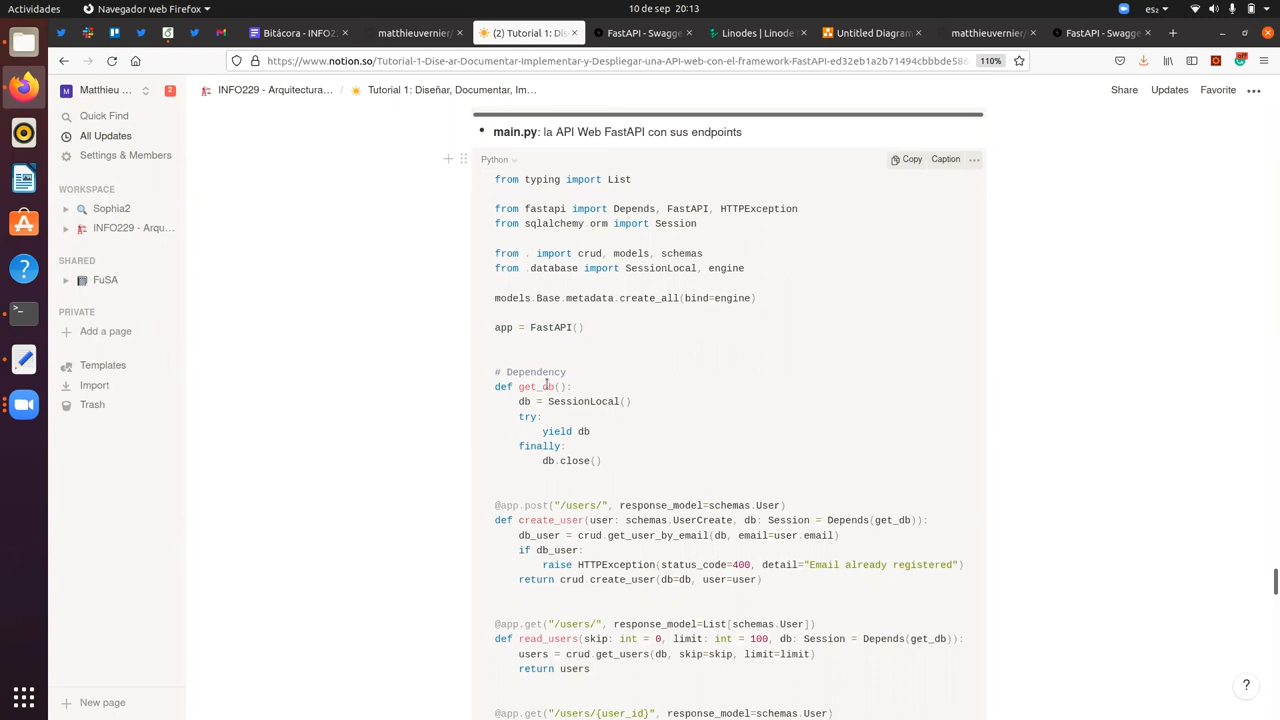 Actividades
Navegador web Firefox
10 de sep 20:13
es₂
Bitácora - INFO22
matthieuvernier/
(2) Tutorial 1: Dis
FastAPI - Swagge
Linodes | Linode
Untitled Diagram
matthieuvernier/
FastAPI - Swagge
https://www.notion.so/Tutorial-1-Dise-ar-Documentar-Implementar-y-Despliegar-una-API-web-con-el-framework-FastAPI-ed32eb1a2b71494cbbbde58d
110%
Matthieu ...
2
INFO229 - Arquitectura...
/
Tutorial 1: Diseñar, Documentar, Im...
Share
Updates
Favorite
Quick Find
All Updates
Settings & Members
WORKSPACE
Sophia2
INFO229 - Arqu...
SHARED
FuSA
PRIVATE
Add a page
Templates
Import
Trash
New page
main.py: la API Web FastAPI con sus endpoints
Python
Copy
Caption
from typing import List
from fastapi import Depends, FastAPI, HTTPException
from sqlalchemy.orm import Session
from . import crud, models, schemas
from .database import SessionLocal, engine
models.Base.metadata.create_all(bind=engine)
app = FastAPI()
# Dependency
def get_db():
    db = SessionLocal()
    try:
        yield db
    finally:
        db.close()
@app.post("/users/", response_model=schemas.User)
def create_user(user: schemas.UserCreate, db: Session = Depends(get_db)):
    db_user = crud.get_user_by_email(db, email=user.email)
    if db_user:
        raise HTTPException(status_code=400, detail="Email already registered")
    return crud.create_user(db=db, user=user)
@app.get("/users/", response_model=List[schemas.User])
def read_users(skip: int = 0, limit: int = 100, db: Session = Depends(get_db)):
    users = crud.get_users(db, skip=skip, limit=limit)
    return users
@app.get("/users/{user_id}", response_model=schemas.User)
?